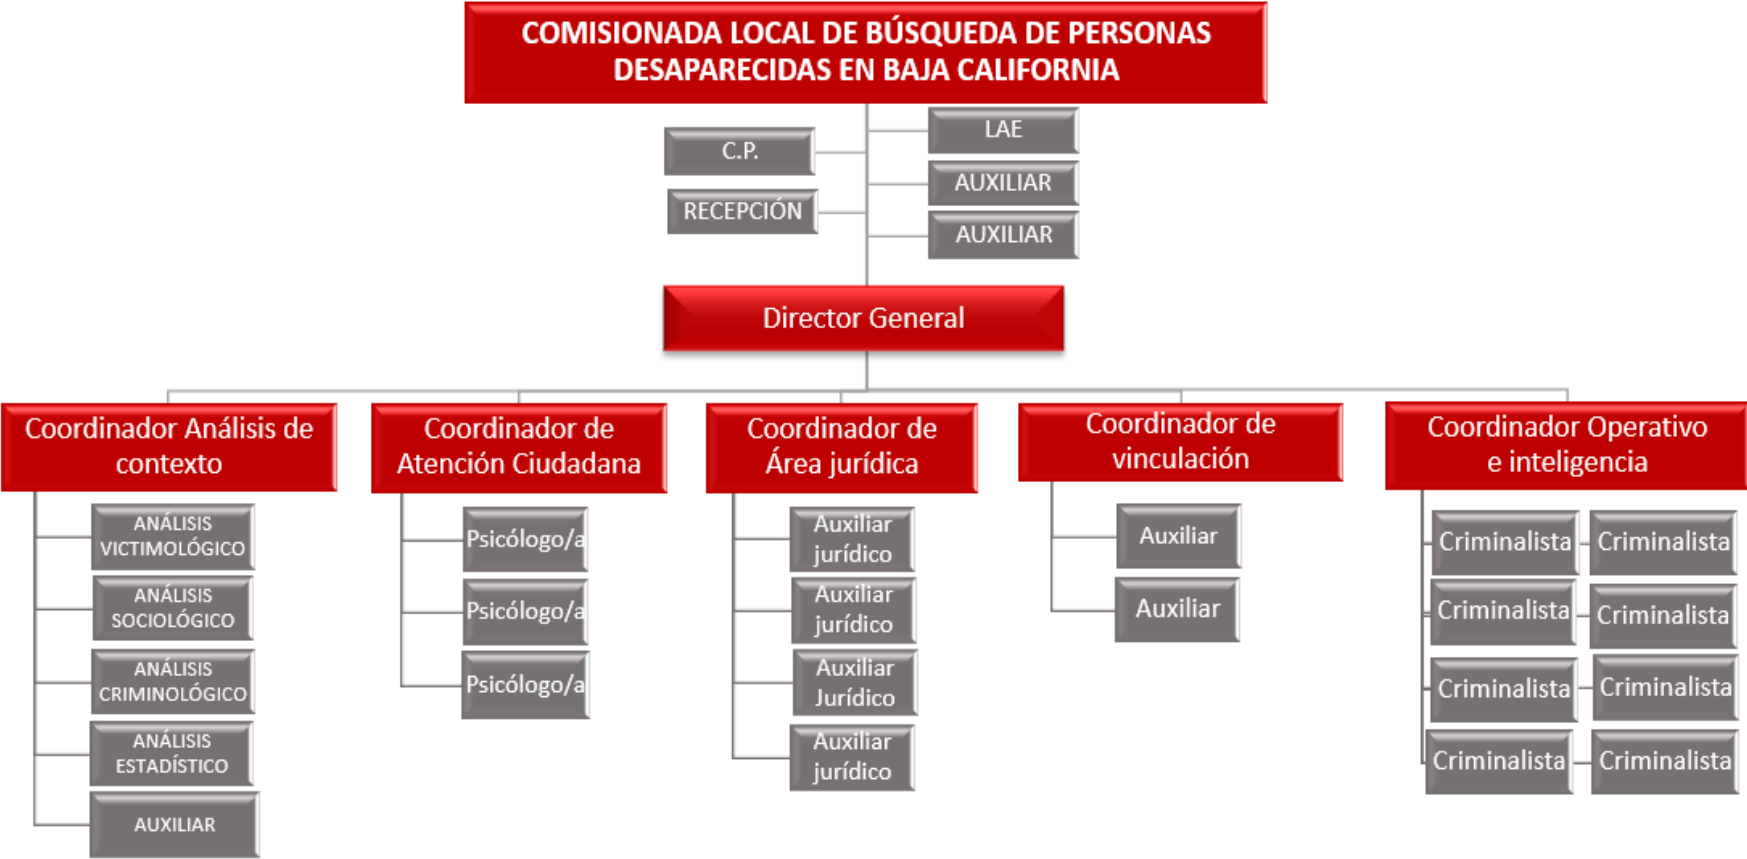 COMISIONADA LOCAL DE BÚSQUEDA DE PERSONAS
DESAPARECIDAS EN BAJA CALIFORNIA
C.P.
RECEPCIÓN
LAE
AUXILIAR
AUXILIAR
Director General
Coordinador Análisis de
contexto
ANÁLISIS
VICTIMOLÓGICO
ANÁLISIS
SOCIOLÓGICO
ANÁLISIS
CRIMINOLÓGICO
ANÁLISIS
ESTADÍSTICO
AUXILIAR
Coordinador de
Atención Ciudadana
Psicólogo/a
Psicólogo/a
Psicólogo/a
Coordinador de
Área jurídica
Auxiliar
jurídico
Auxiliar
jurídico
Auxiliar
Jurídico
Auxiliar
jurídico
Coordinador de
vinculación
Auxiliar
Auxiliar
Coordinador Operativo
e inteligencia
Criminalista
Criminalista
Criminalista
Criminalista
Criminalista
Criminalista
Criminalista
Criminalista